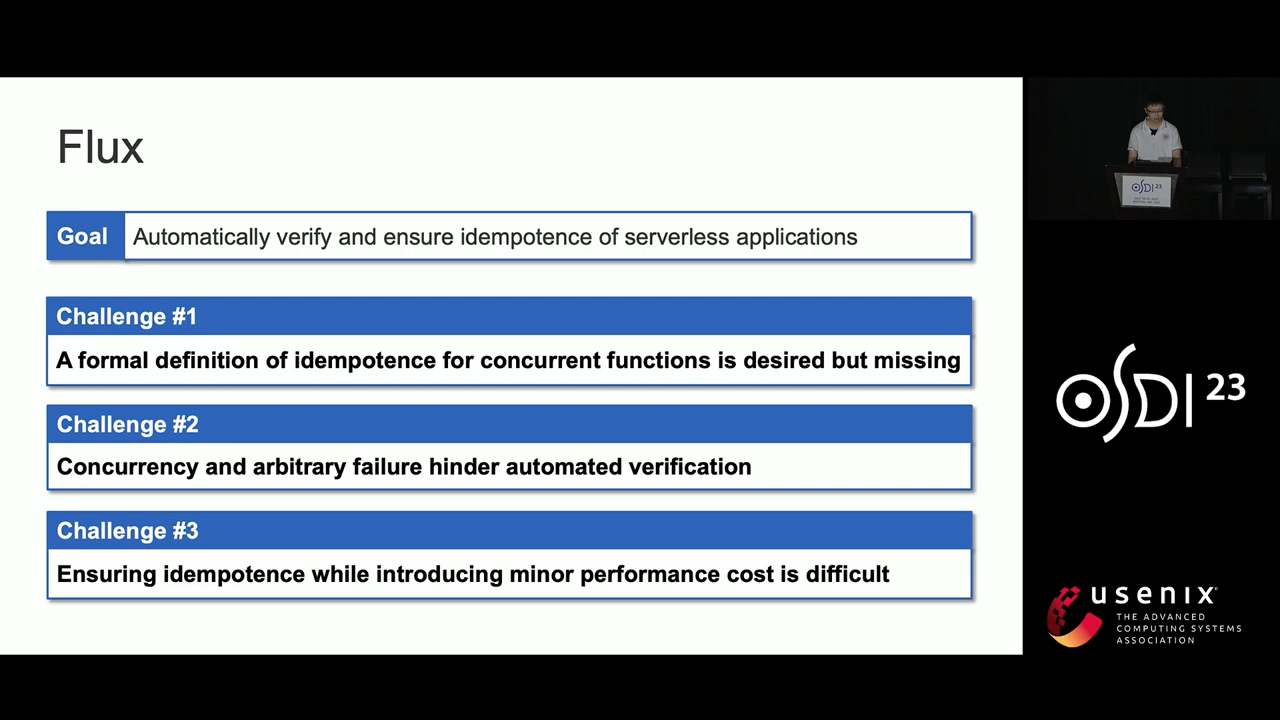 Flux
Goal
Automatically verify and ensure idempotence of serverless applications
Challenge #1
A formal definition of idempotence for concurrent functions is desired but missing
Challenge #2
Concurrency and arbitrary failure hinder automated verification
Challenge #3
Ensuring idempotence while introducing minor performance cost is difficult
OSDI 23
OSDI 23
usenix
THE ADVANCED
COMPUTING SYSTEMS
ASSOCIATION